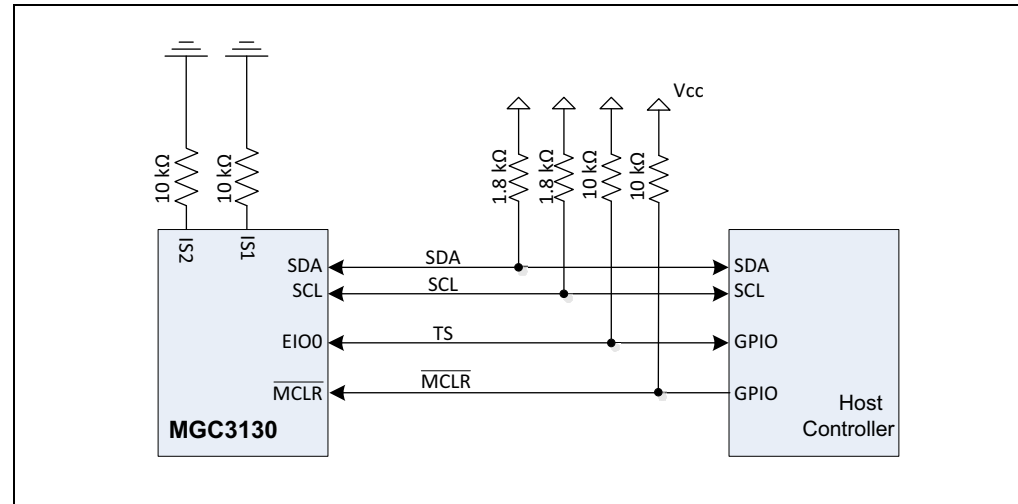 Vcc
10 kΩ
10 kΩ
1.8 kΩ
1.8 kΩ
10 kΩ
10 kΩ
IS2
IS1
SDA
SDA
SDA
SCL
SCL
SCL
EIO0
TS
GPIO
MCLR
MCLR
GPIO
MGC3130
Host
Controller